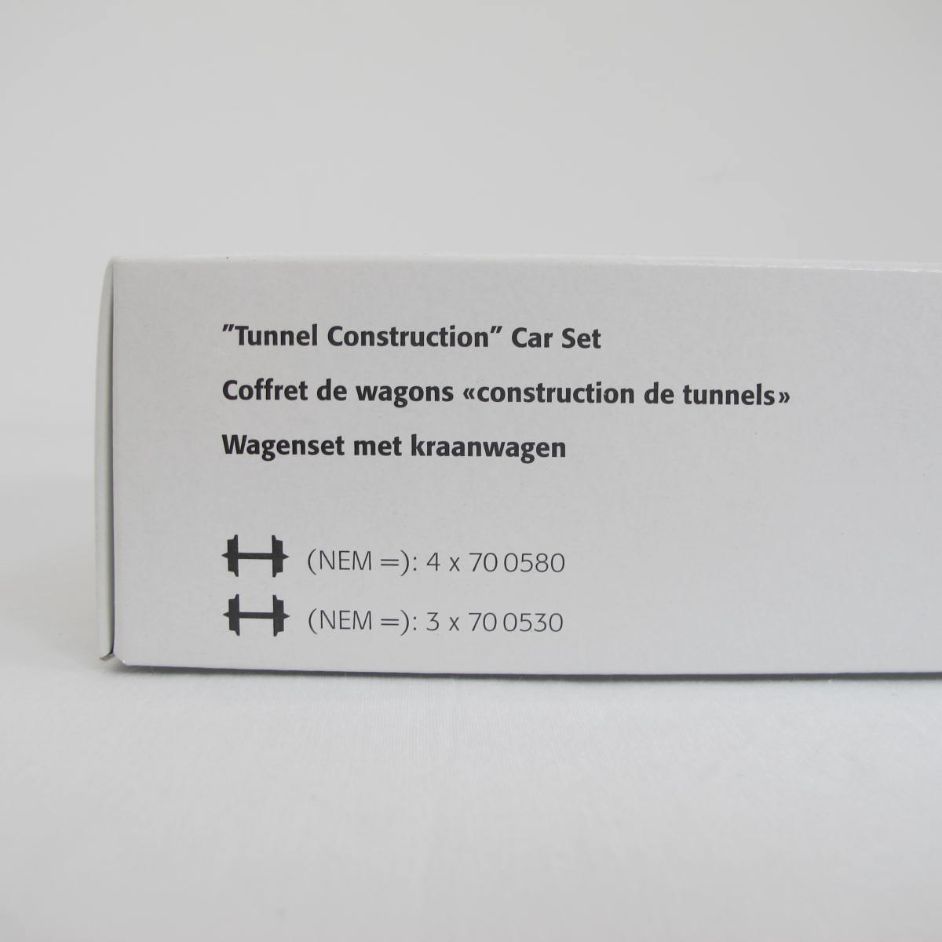 ”Tunnel Construction” Car Set
Coffret de wagons «construction de tunnels»
Wagenset met kraanwagen
(NEM =): 4 x 70 0580
(NEM =): 3 x 70 0530